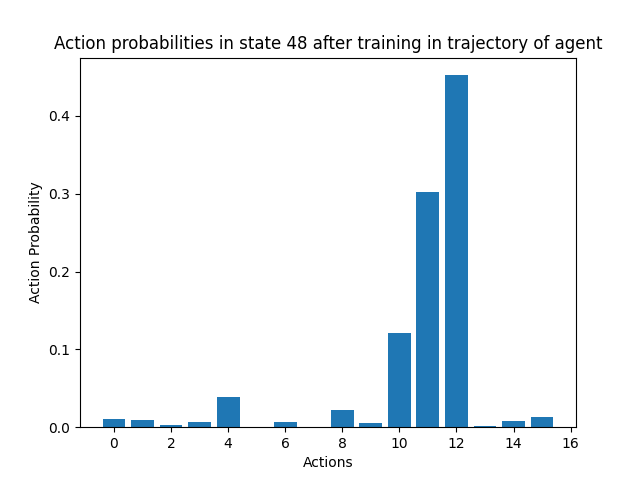 Action probabilities in state 48 after training in trajectory of agent
0.4
0.3
0.2
0.1
0.0
Action Probability
0 2 4 6 8 10 12 14 16
Actions